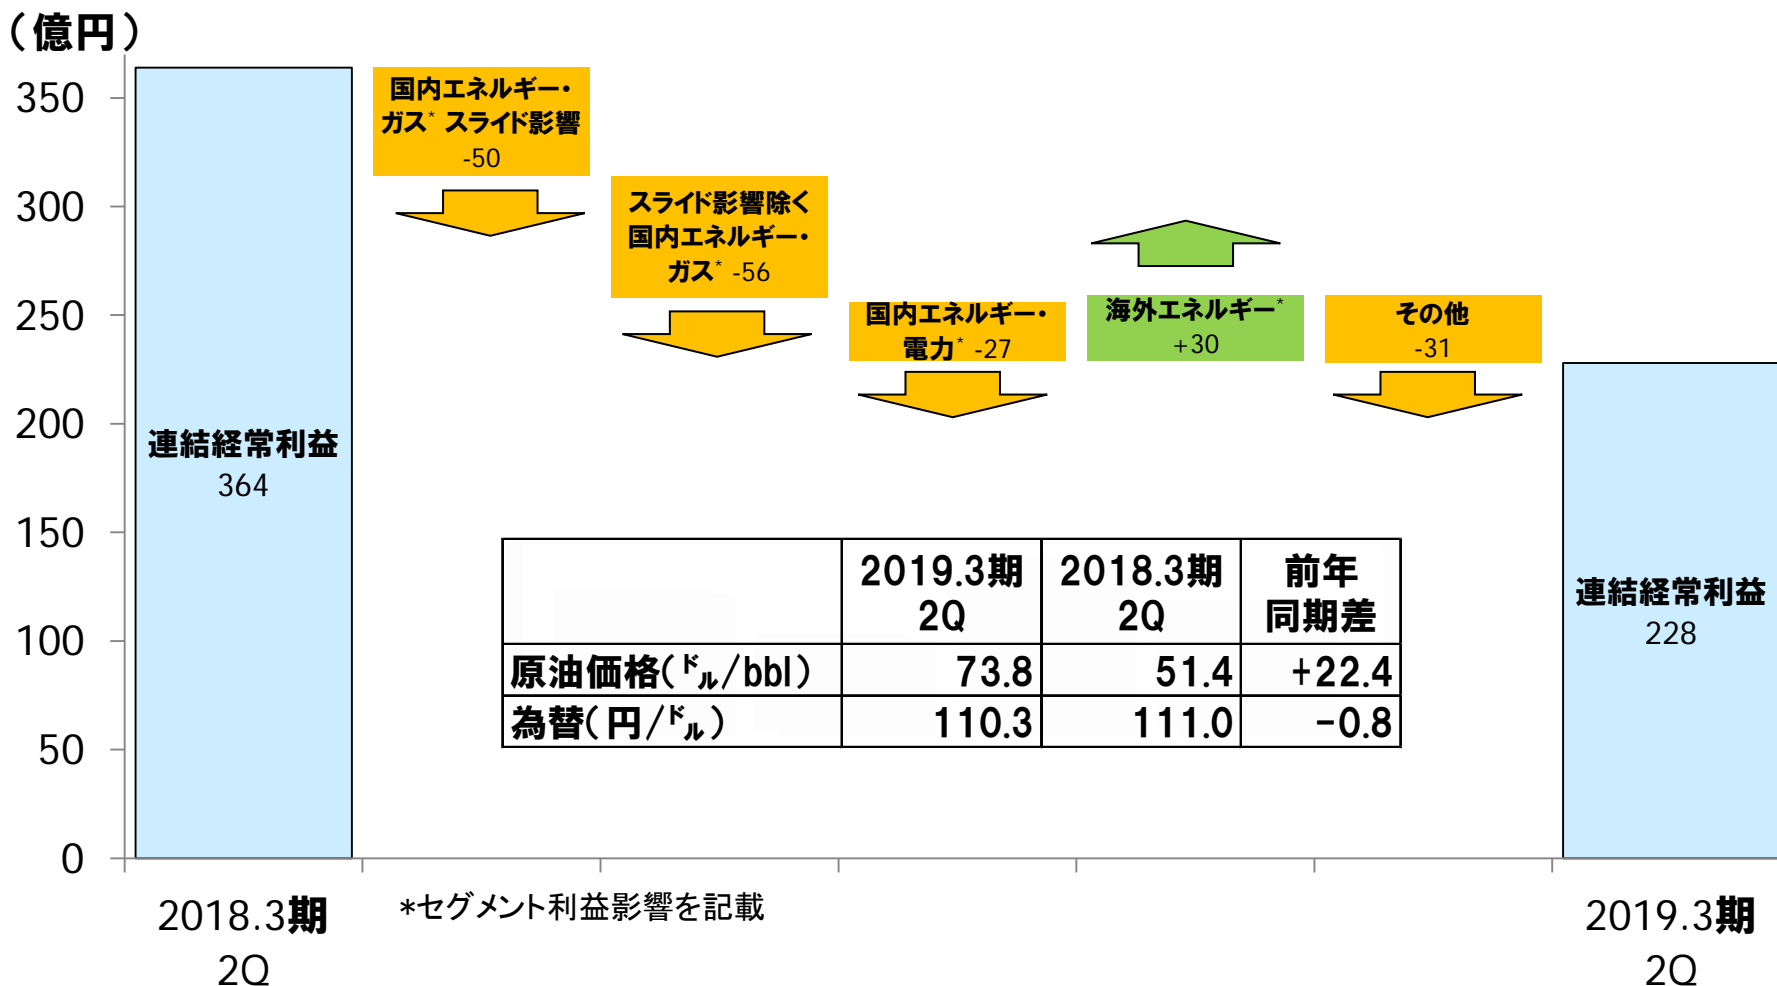 （億円）
350
300
250
200
150
100
50
0
連結経常利益
364
国内エネルギー・
ガス* スライド影響
-50
スライド影響除く
国内エネルギー・
ガス* -56
国内エネルギー・
電力* -27
海外エネルギー*
+30
その他
-31
連結経常利益
228
2019.3期 2018.3期 前年
2Q 2Q 同期差
原油価格(ドル/bbl) 73.8 51.4 +22.4
為替(円/ドル) 110.3 111.0 -0.8
2018.3期
2Q
*セグメント利益影響を記載
2019.3期
2Q